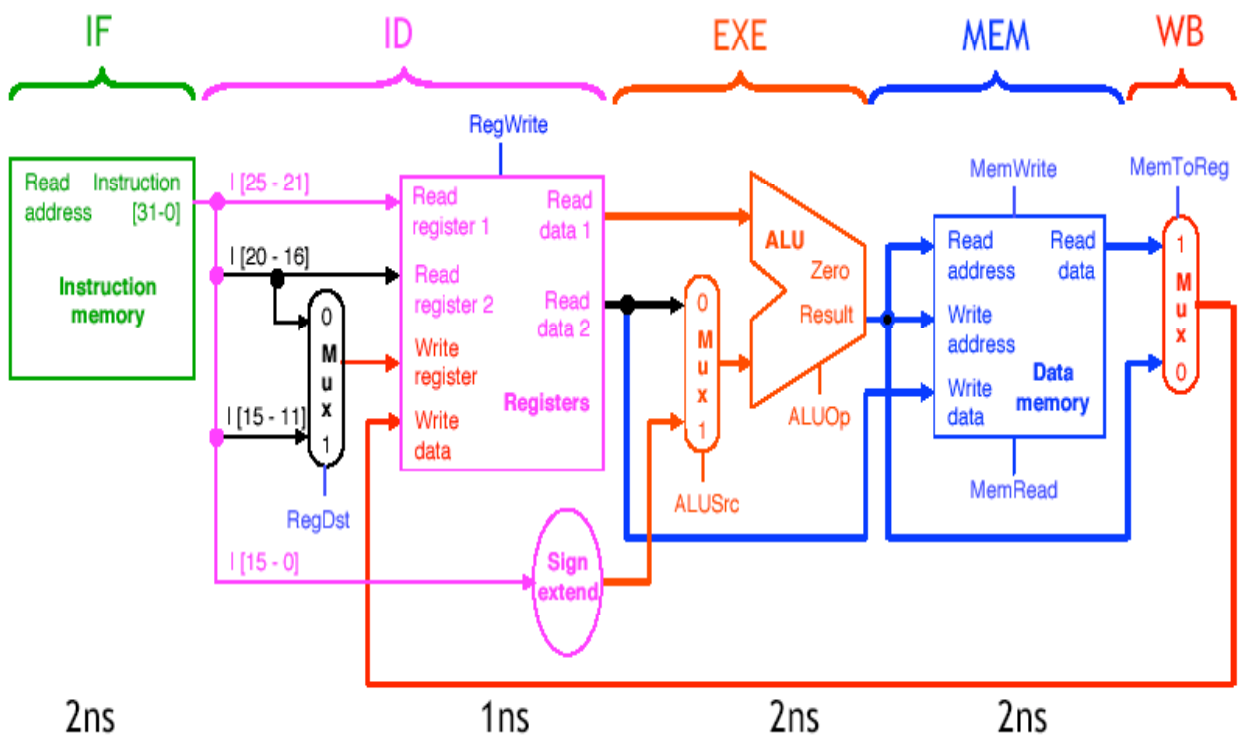 IF
ID
EXE
MEM
WB
RegWrite
Read Instruction
address [31-0]
Instruction
memory
I [25 - 21]
I [20 - 16]
I [15 - 11]
I [15 - 0]
0
M
u
x
1
RegDst
Read
register 1
Read
register 2
Write
register
Write
data
Read
data 1
Read
data 2
Registers
Sign
extend
0
M
u
x
1
ALUSrc
ALU
Zero
Result
ALUOp
MemWrite
Read
address
Write
address
Write
data
Read
data
Data
memory
MemRead
MemToReg
1
M
u
x
0
2ns
1ns
2ns
2ns